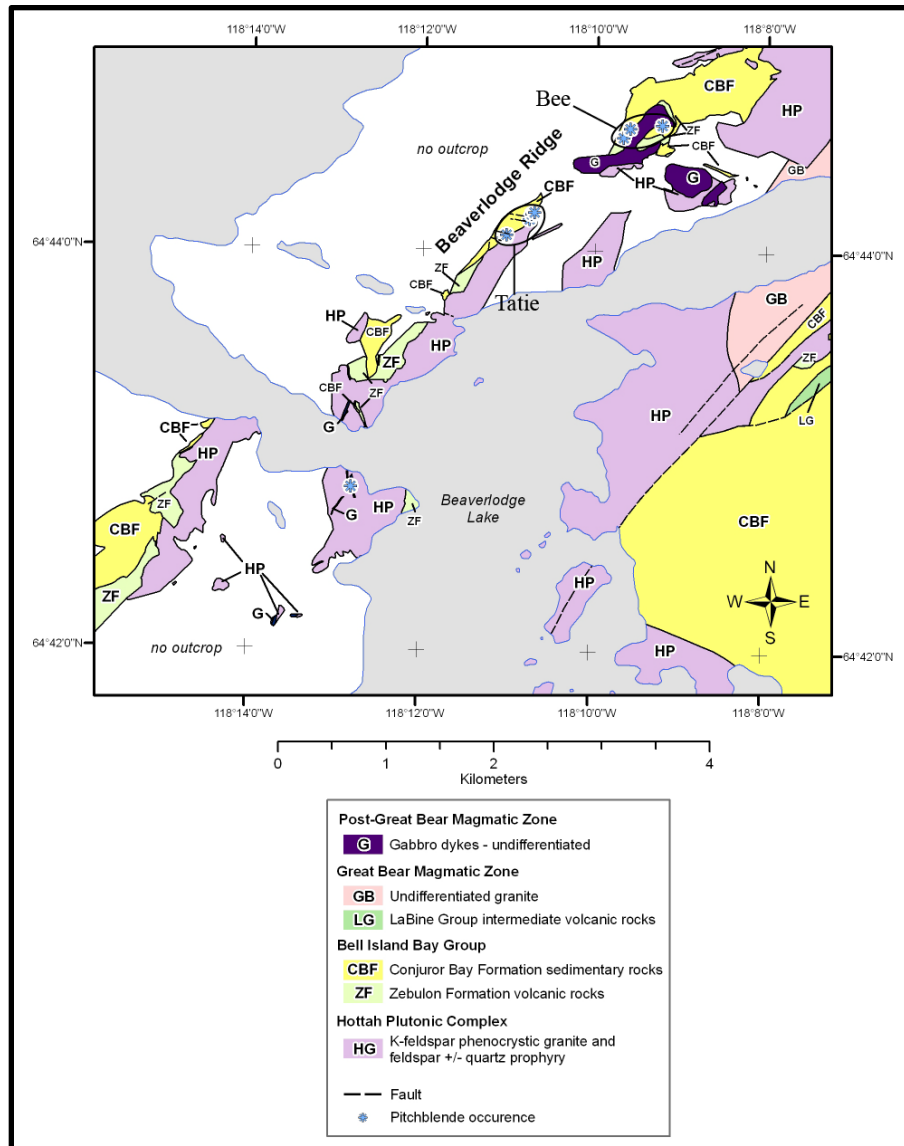 118°14'0"W
118°12'0"W
118°10'0"W
118°8'0"W
CBF
HP
Bee
ZF
CBF
no outcrop
G
HP
G
GB
Beaverlodge Ridge
CBF
64°44'0"N
64°44'0"N
HP
ZF
Tatie
CBF
GB
CBF
HP
CBF
HP
ZF
ZF
LG
CBF
ZF
G
HP
CBF
HP
ZF
HP
G
ZF
Beaverlodge
Lake
CBF
CBF
HP
HP
ZF
G
N
W
E
S
no outcrop
HP
64°42'0"N
64°42'0"N
118°14'0"W
118°12'0"W
118°10'0"W
118°8'0"W
0
1
2
4
Kilometers
Post-Great Bear Magmatic Zone
G Gabbro dykes - undifferentiated
Great Bear Magmatic Zone
GB Undifferentiated granite
LG LaBine Group intermediate volcanic rocks
Bell Island Bay Group
CBF Conjuror Bay Formation sedimentary rocks
ZF Zebulon Formation volcanic rocks
Hottah Plutonic Complex
HG K-feldspar phenocrystic granite and
feldspar +/- quartz prophyry
Fault
Pitchblende occurence